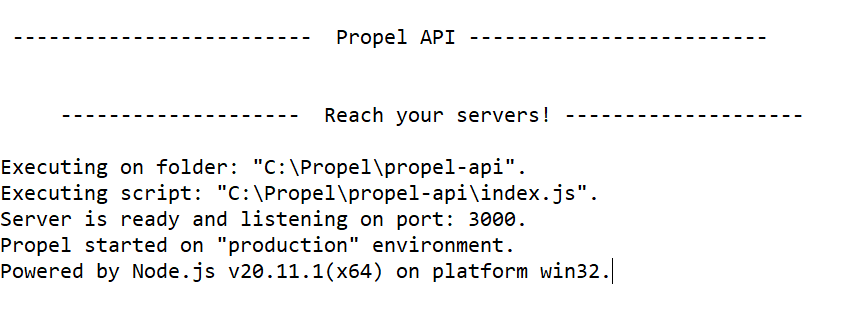 ------------------------- Propel API -------------------------
-------------------- Reach your servers! --------------------
Executing on folder: "C:\Propel\propel-api".
Executing script: "C:\Propel\propel-api\index.js".
Server is ready and listening on port: 3000.
Propel started on "production" environment.
Powered by Node.js v20.11.1(x64) on platform win32.